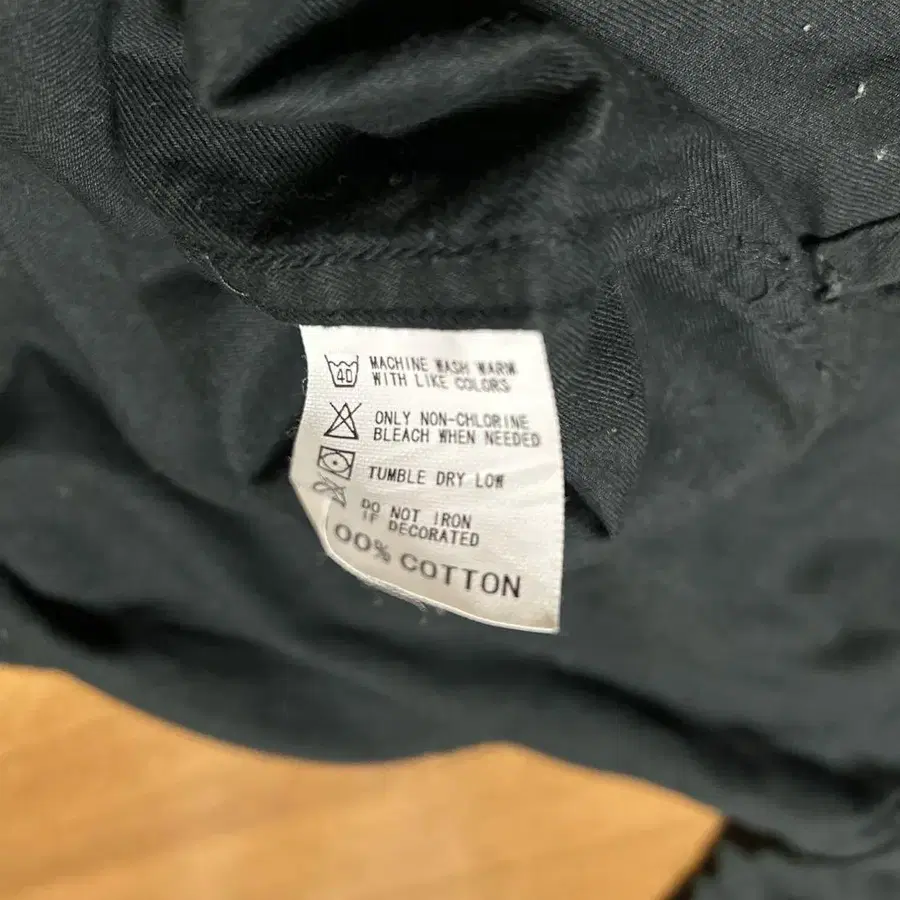 40
MACHINE WASH WARM
WITH LIKE COLORS
ONLY NON-CHLORINE
BLEACH WHEN NEEDED
TUMBLE DRY LOW
DO NOT IRON
IF DECORATED
00% COTTON